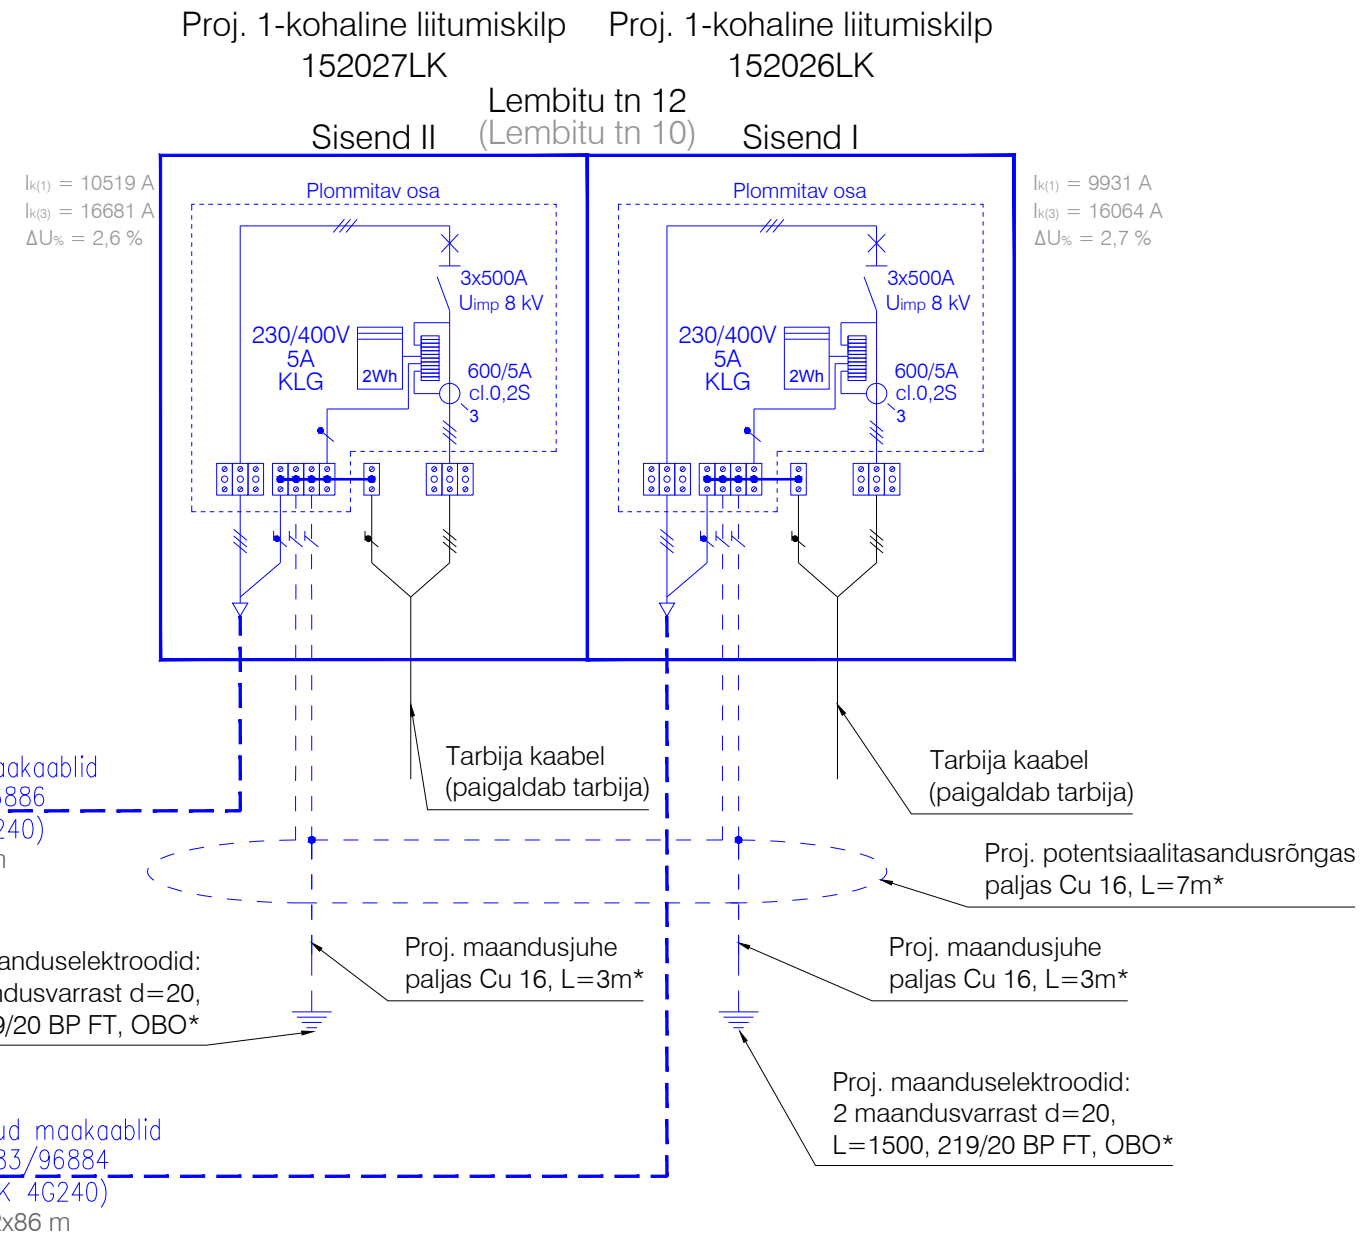 Proj. 1-kohaline liitumiskilp
152027LK
Proj. 1-kohaline liitumiskilp
152026LK
Lembitu tn 12
(Lembitu tn 10)
Sisend II
Sisend I
Ik(1) = 10519 A
Ik(3) = 16681 A
ΔU% = 2,6 %
Plommitav osa
3x500A
Uimp 8 kV
230/400V
5A
KLG
2Wh
600/5A
cl.0,2S
3
Plommitav osa
3x500A
Uimp 8 kV
230/400V
5A
KLG
2Wh
600/5A
cl.0,2S
3
Ik(1) = 9931 A
Ik(3) = 16064 A
ΔU% = 2,7 %
Tarbija kaabel
(paigaldab tarbija)
Tarbija kaabel
(paigaldab tarbija)
aakaablid
6886
240)
Proj. potentsiaalitasandusrõngas
paljas Cu 16, L=7m*
Proj. maandusjuhe
paljas Cu 16, L=3m*
Proj. maandusjuhe
paljas Cu 16, L=3m*
anduselektroodid:
ndusvarrast d=20,
9/20 BP FT, OBO*
Proj. maanduselektroodid:
2 maandusvarrast d=20,
L=1500, 219/20 BP FT, OBO*
ud maakaablid
83/96884
K 4G240)
2x86 m